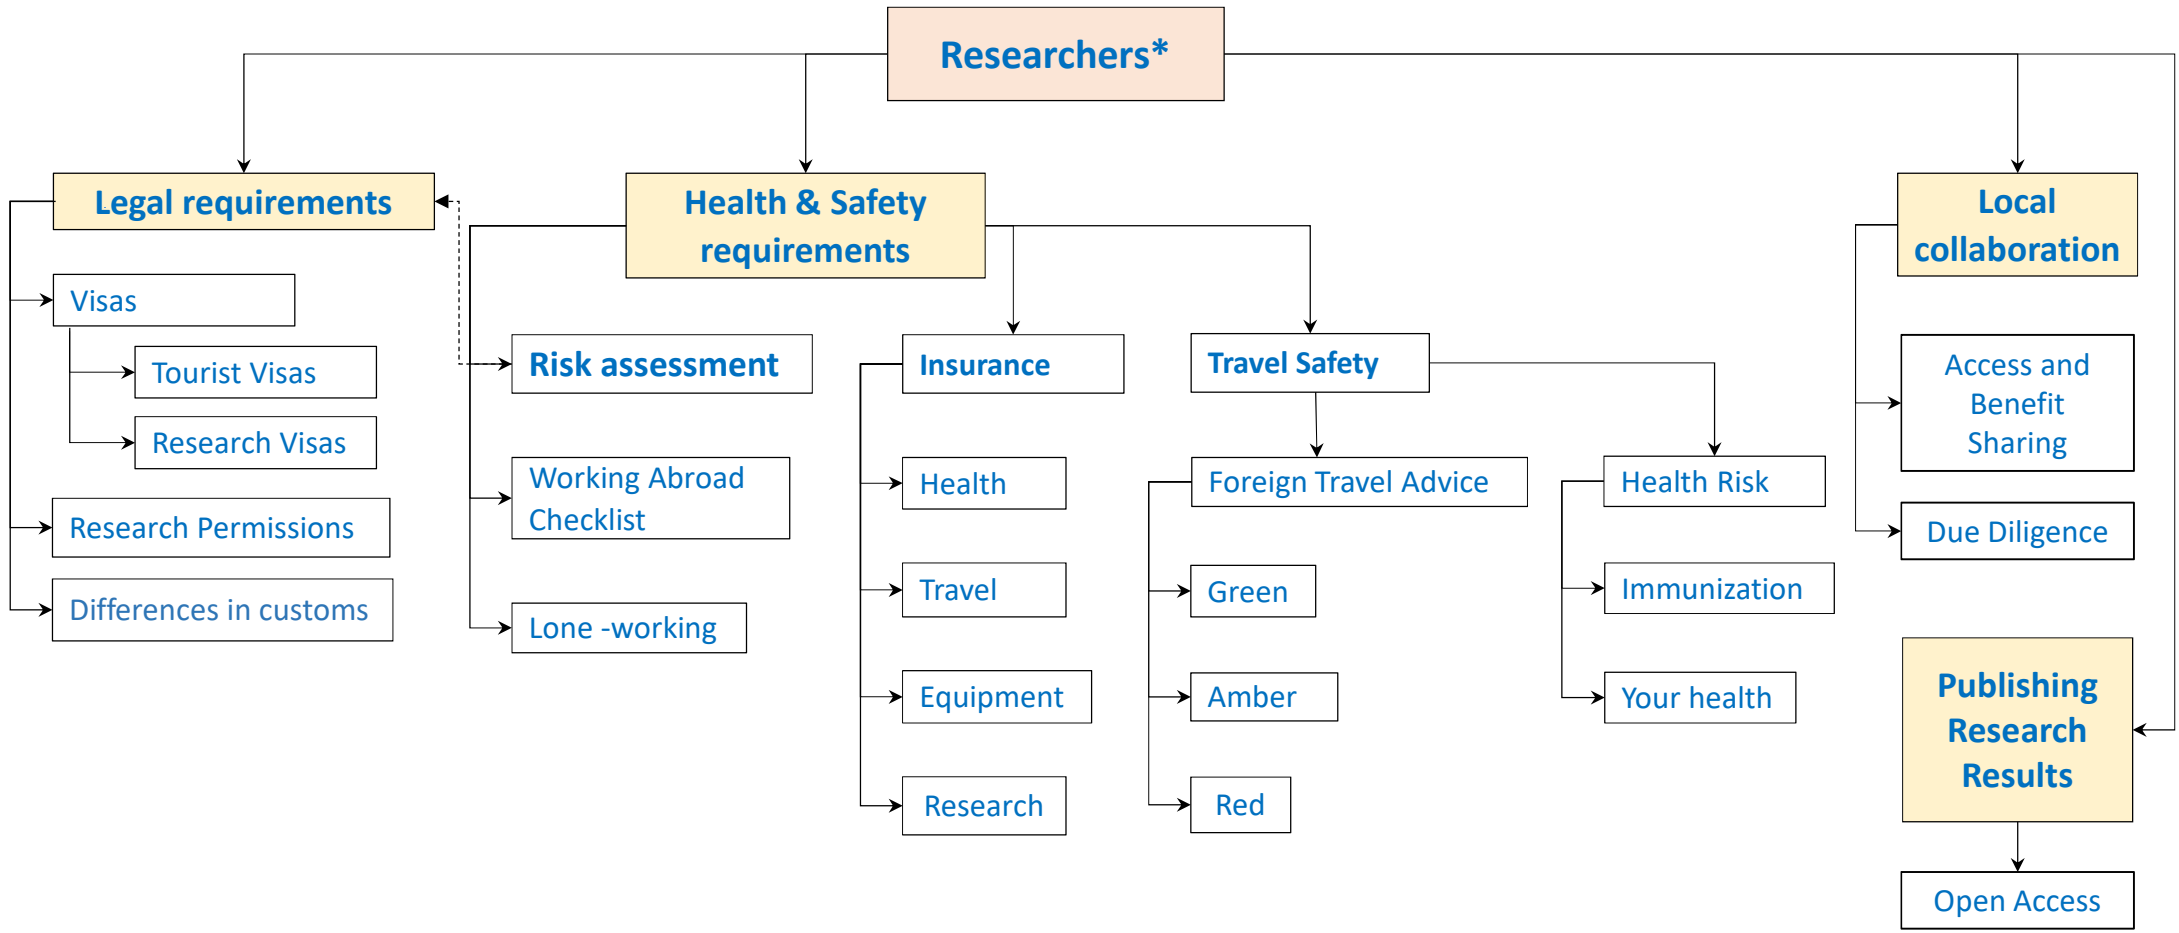 Researchers*
Legal requirements
Health & Safety
requirements
Local
collaboration
Visas
Tourist Visas
Research Visas
Research Permissions
Differences in customs
Risk assessment
Working Abroad
Checklist
Lone -working
Insurance
Health
Travel
Equipment
Research
Travel Safety
Foreign Travel Advice
Green
Amber
Red
Health Risk
Immunization
Your health
Access and
Benefit
Sharing
Due Diligence
Publishing
Research
Results
Open Access